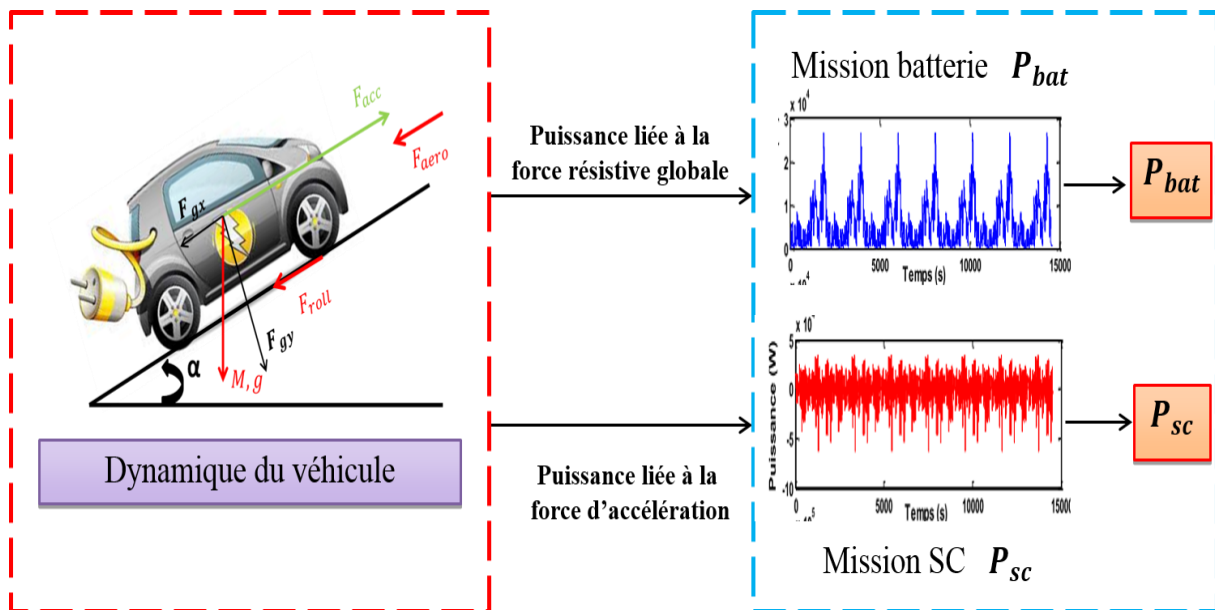 F_acc
F_aero
F_gx
F_roll
F_gy
α
M, g
Dynamique du véhicule
Puissance liée à la
force résistive globale
Puissance liée à la
force d'accélération
Mission batterie P_bat
x 10^4
3
2
1
0
0 5000 10000 15000
Temps (s)
P_bat
5
0
-5
-10
Puissance (W)
0 5000 10000 1500
Temps (s)
P_sc
Mission SC P_sc